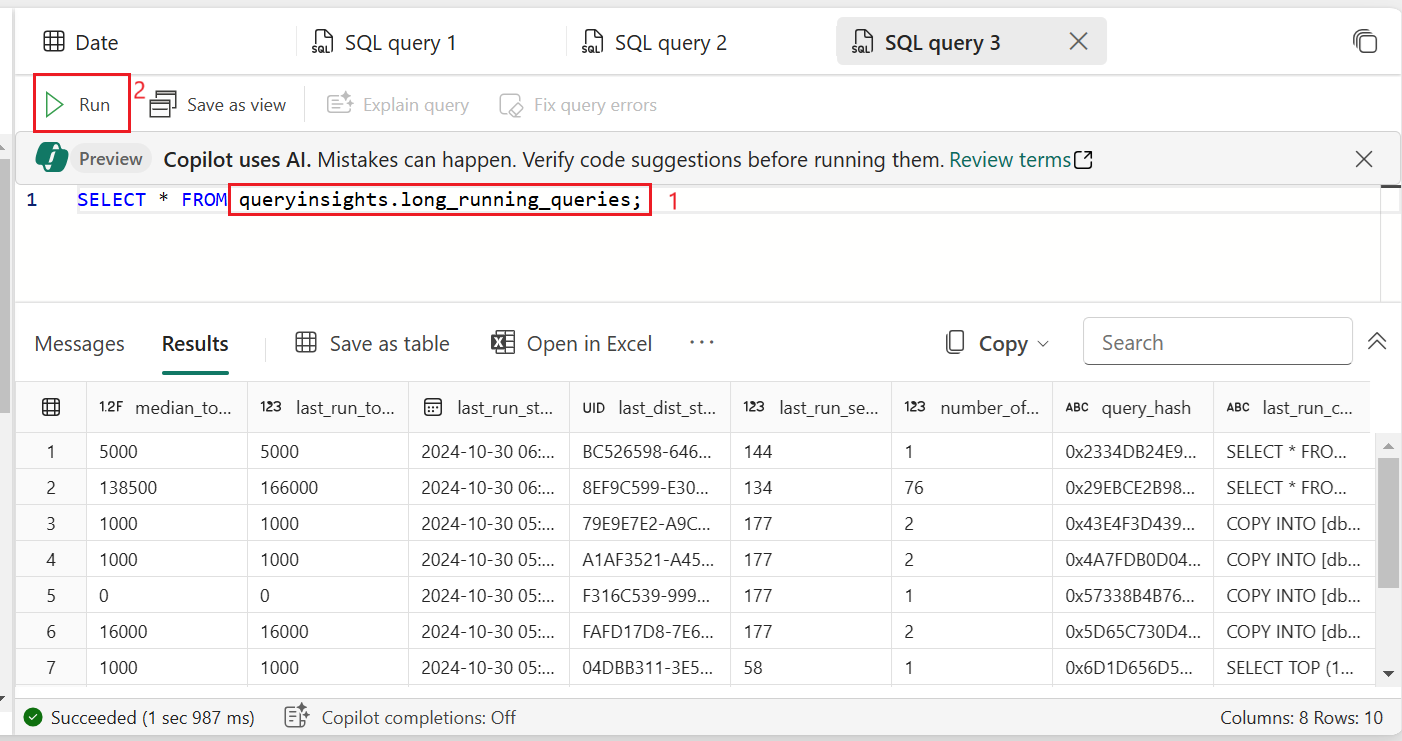 Date SQL query 1 SQL query 2 SQL query 3
Run 2 Save as view Explain query Fix query errors
Preview Copilot uses AI. Mistakes can happen. Verify code suggestions before running them. Review terms
1 SELECT * FROM queryinsights.long_running_queries; 1
Messages Results Save as table Open in Excel ... Copy Search
1.2F median_to... 123 last_run_to... last_run_st... UID last_dist_st... 123 last_run_se... 123 number_of... ABC query_hash ABC last_run_c...
1 5000 5000 2024-10-30 06:... BC526598-646... 144 1 0x2334DB24E9... SELECT * FRO...
2 138500 166000 2024-10-30 06:... 8EF9C599-E30... 134 76 0x29EBCE2B98... SELECT * FRO...
3 1000 1000 2024-10-30 05:... 79E9E7E2-A9C... 177 2 0x43E4F3D439... COPY INTO [db...
4 1000 1000 2024-10-30 05:... A1AF3521-A45... 177 2 0x4A7FDB0D04... COPY INTO [db...
5 0 0 2024-10-30 05:... F316C539-999... 177 1 0x57338B4B76... COPY INTO [db...
6 16000 16000 2024-10-30 05:... FAFD17D8-7E6... 177 2 0x5D65C730D4... COPY INTO [db...
7 1000 1000 2024-10-30 05:... 04DBB311-3E5... 58 1 0x6D1D656D5... SELECT TOP (1...
Succeeded (1 sec 987 ms) Copilot completions: Off Columns: 8 Rows: 10